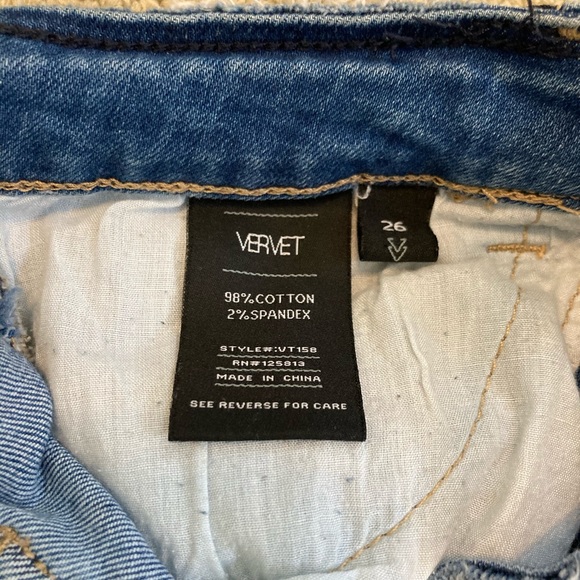 VERVET
98%COTTON
2%SPANDEX
STYLE#:VT158
RN#125813
MADE IN CHINA
SEE REVERSE FOR CARE
26